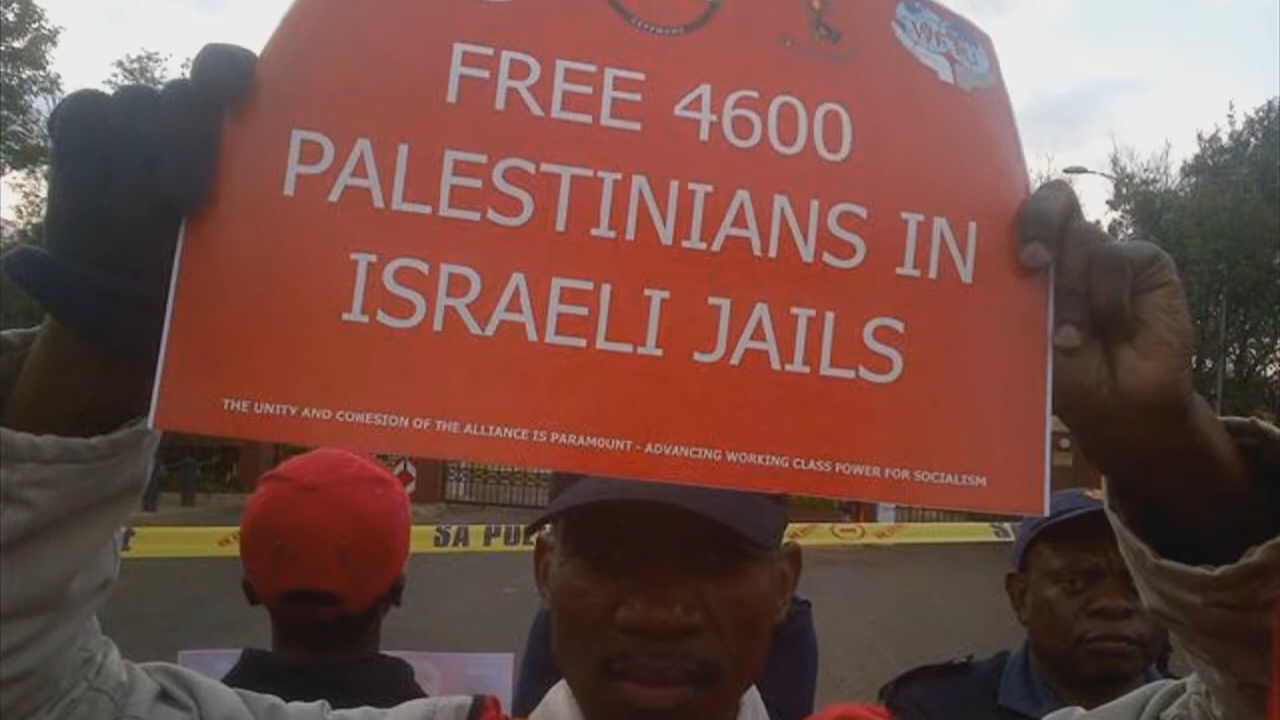 FREE 4600
PALESTINIANS IN
ISRAELI JAILS
THE UNITY AND COHESION OF THE ALLIANCE IS PARAMOUNT - ADVANCING WORKING CLASS POWER FOR SOCIALISM
SA